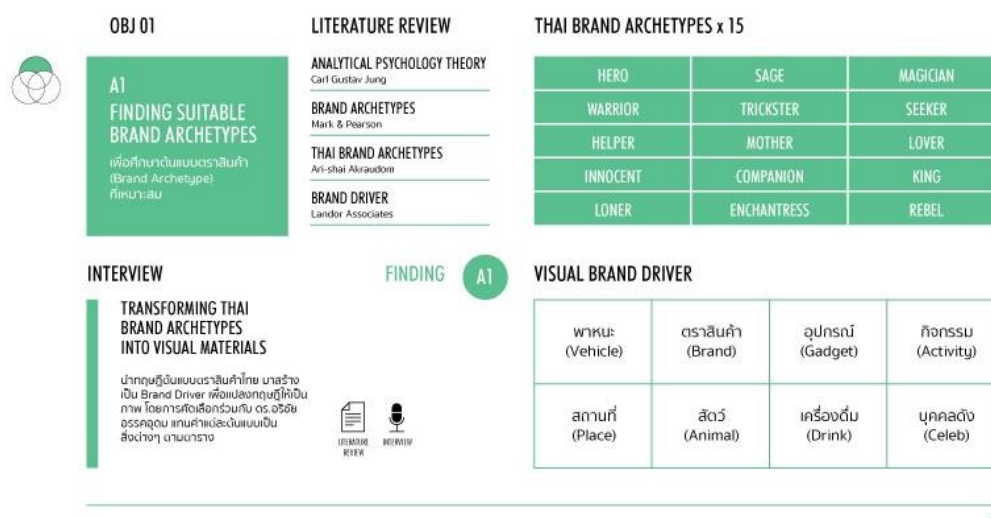 OBJ 01
A1
FINDING SUITABLE
BRAND ARCHETYPES
เพื่อศึกษาต้นแบบตราสินค้า
(Brand Archetype)
ที่เหมาะสม
LITERATURE REVIEW
ANALYTICAL PSYCHOLOGY THEORY
Carl Gustav Jung
BRAND ARCHETYPES
Mark & Pearson
THAI BRAND ARCHETYPES
Ari-shai Akraudom
BRAND DRIVER
Landor Associates
THAI BRAND ARCHETYPES x 15
HERO SAGE MAGICIAN
WARRIOR TRICKSTER SEEKER
HELPER MOTHER LOVER
INNOCENT COMPANION KING
LONER ENCHANTRESS REBEL
INTERVIEW
FINDING A1
TRANSFORMING THAI
BRAND ARCHETYPES
INTO VISUAL MATERIALS
นำทฤษฎีต้นแบบตราสินค้าไทย มาสร้าง
เป็น Brand Driver เพื่อแปลงทฤษฎีให้เป็น
ภาพ โดยการคัดเลือกร่วมกับ ดร.อริชัย
อรรคอุดม แทนค่าแต่ละต้นแบบเป็น
สิ่งต่างๆ ตามตาราง
LITERATURE
REVIEW
INTERVIEW
VISUAL BRAND DRIVER
พาหนะ ตราสินค้า อุปกรณ์ กิจกรรม
(Vehicle) (Brand) (Gadget) (Activity)
สถานที่ สัตว์ เครื่องดื่ม บุคคลดัง
(Place) (Animal) (Drink) (Celeb)